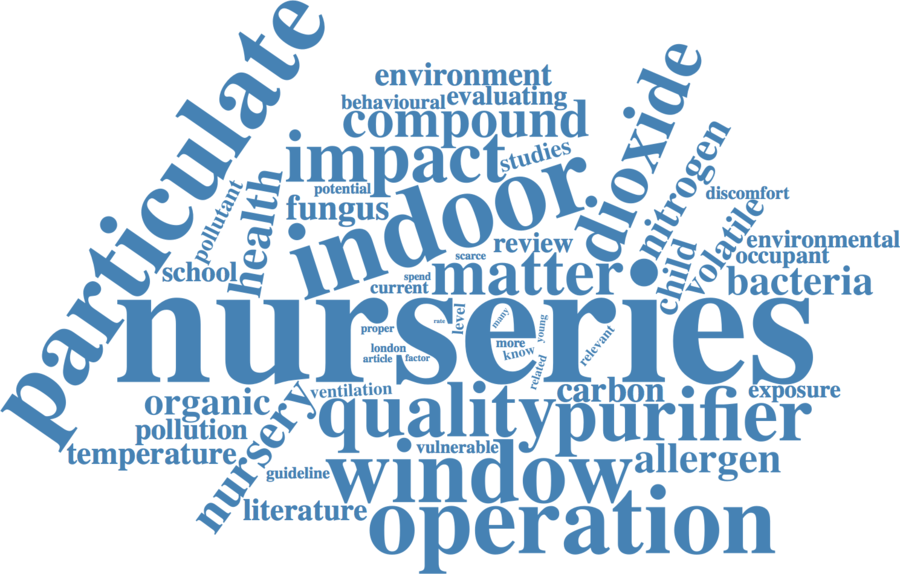 particulate
environment
behavioural
evaluating
compound
dioxide
impact
studies
nitrogen
potential
pollutant
health
fungus
indoor
discomfort
volatile
school
review
scarce
child
environmental
occupant
spend
current
matter
bacteria
nurseries
level
many
young
rate
proper
more
know
relevant
london
article
factor
related
ventilation
carbon
exposure
organic
nursery
quality
purifier
pollution
temperature
vulnerable
allergen
guideline
window
literature
operation